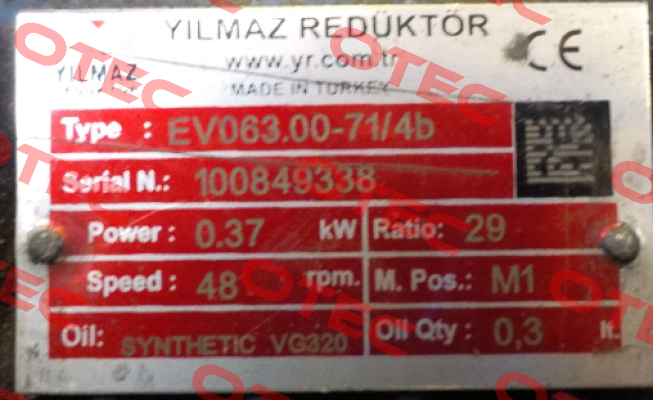 YILMAZ REDÜKTÖR
www.yr.com.tr
CE
YILMAZ
MADE IN TURKEY
Type : EV063.00-71/4b
Serial N.: 100849338
Power : 0.37 kW Ratio: 29
Speed : 48 rpm. M. Pos.: M1
Oil: SYNTHETIC VG320 Oil Qty : 0,3 lt.
OTEC